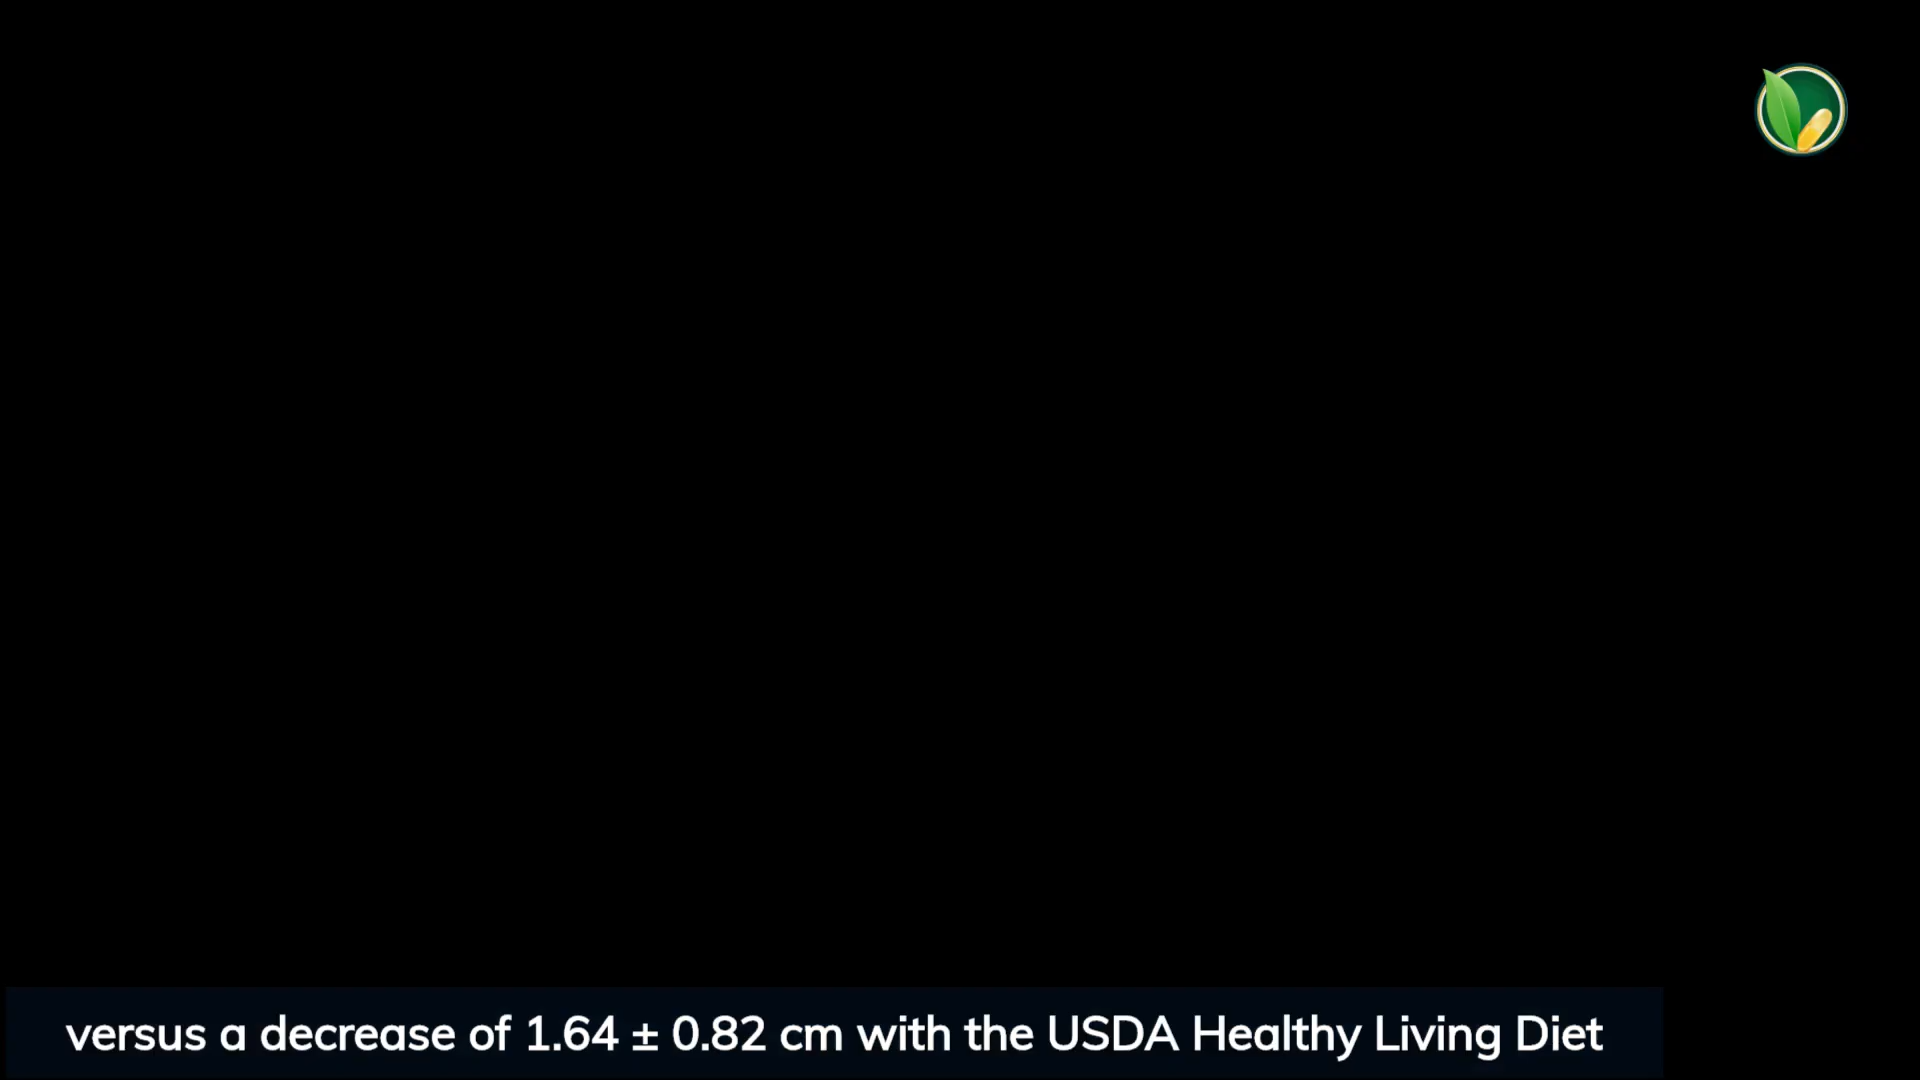 versus a decrease of 1.64 ± 0.82 cm with the USDA Healthy Living Diet